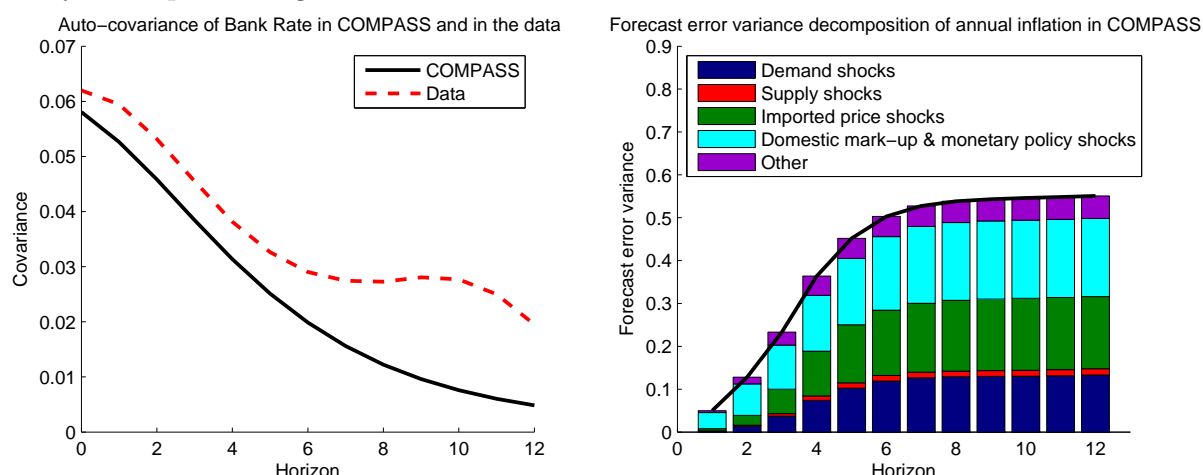 Auto−covariance of Bank Rate in COMPASS and in the data
Covariance
0.07
0.06
0.05
0.04
0.03
0.02
0.01
0
0 2 4 6 8 10 12
Horizon
COMPASS
Data
Forecast error variance decomposition of annual inflation in COMPASS
Forecast error variance
0.9
0.8
0.7
0.6
0.5
0.4
0.3
0.2
0.1
0
0 2 4 6 8 10 12
Horizon
Demand shocks
Supply shocks
Imported price shocks
Domestic mark−up & monetary policy shocks
Other